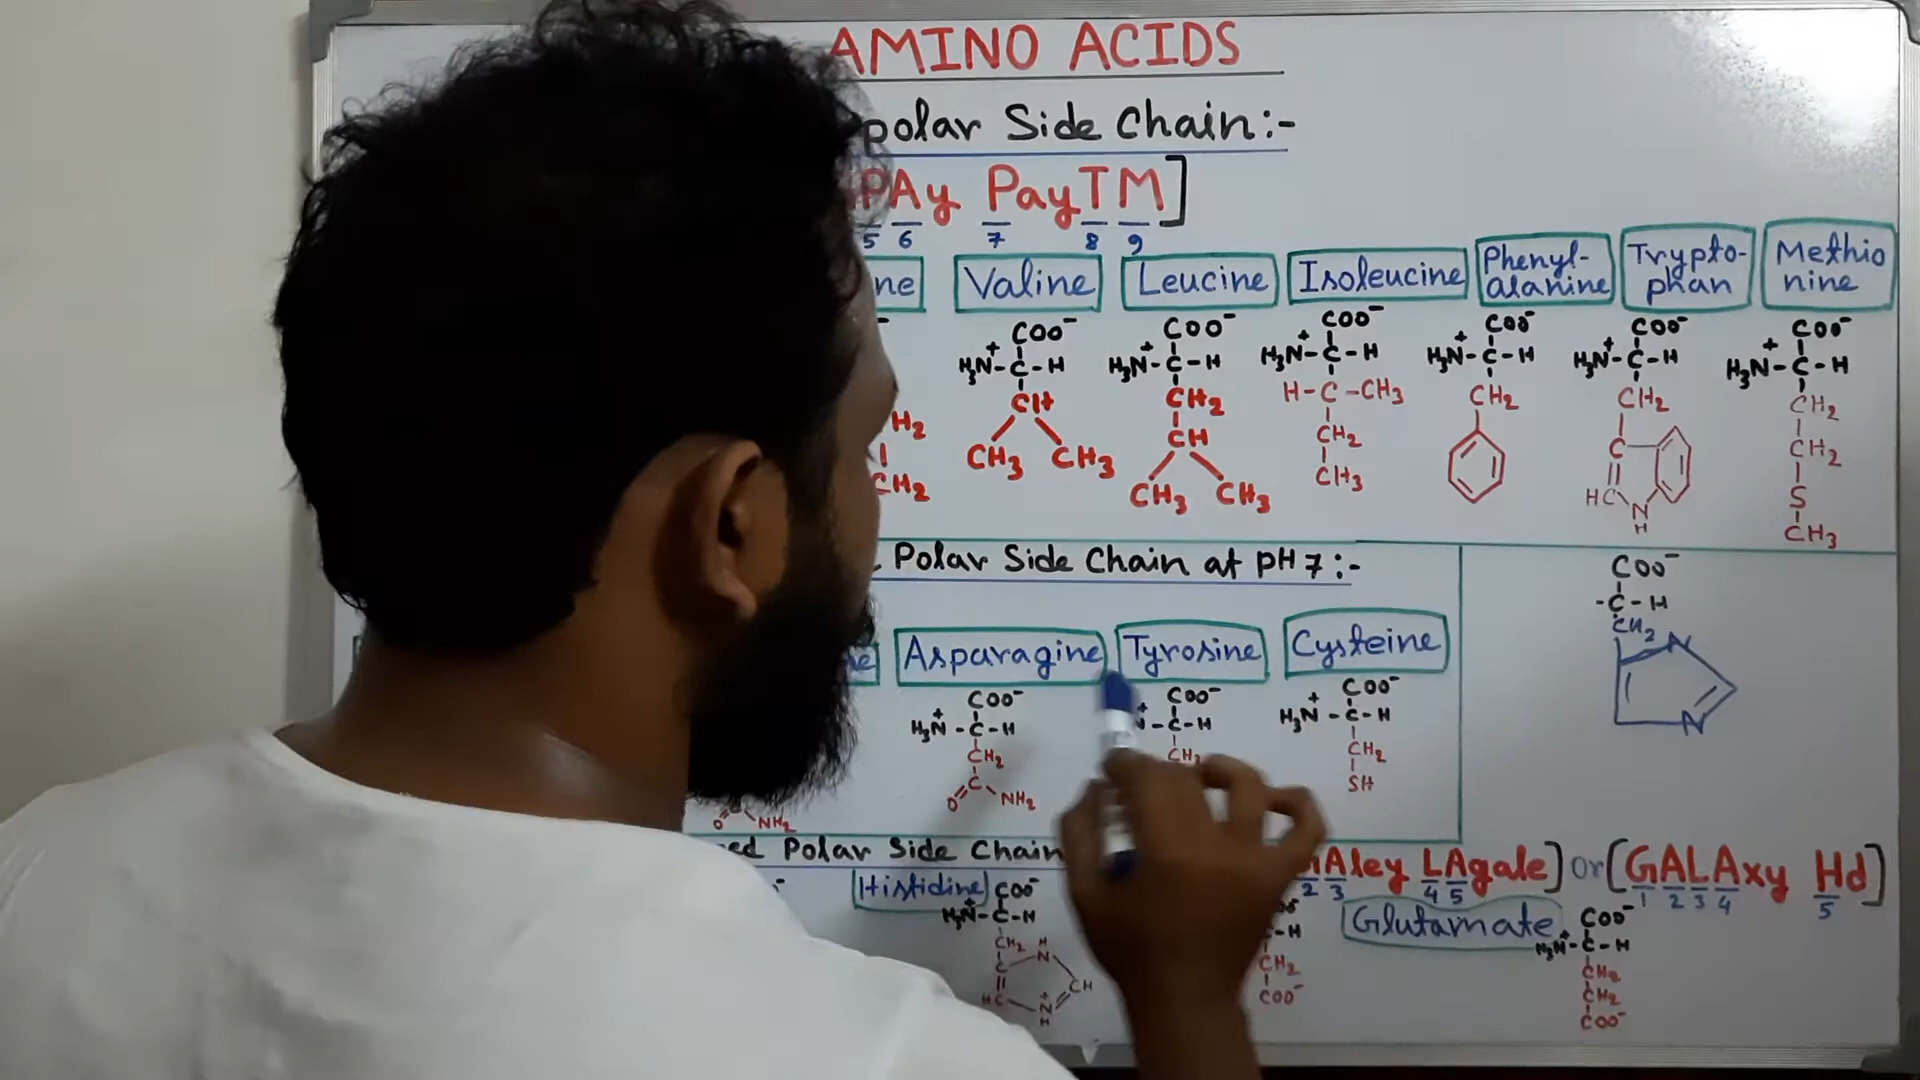 AMINO ACIDS
polar Side Chain:-
PAy PayTM]
5 6 7 8 9
ne Valine Leucine Isoleucine Phenyl-alanine Trypto-phan Methio nine
COO⁻ COO⁻ COO⁻ COO⁻ COO⁻ COO⁻
H₃N⁺-C-H H₃N⁺-C-H H₃N⁺-C-H H₃N⁺-C-H H₃N⁺-C-H H₃N⁺-C-H
H₂ CH CH₂ H-C-CH₃ CH₂ CH₂ CH₂
CH₃ CH₃ CH CH₂ C CH₂
CH₂ CH₃ CH₃ CH₃ HC N H S
CH₃
Polar Side Chain at pH 7:-
COO⁻
-C-H
CH₂ N
N
Asparagine Tyrosine Cysteine
COO⁻ COO⁻ COO⁻
H₃N⁺-C-H -C-H H₃N⁺-C-H
CH₂ CH₂ CH₂
C SH
O NH₂
O NH₂
ed Polar Side Chain
Aley LAgale] or [GALAxy Hd]
2 3 4 5 1 2 3 4 5
Histidine COO⁻ Glutamate COO⁻
H₃N⁺-C-H -H H₃N⁺-C-H
CH₂ H N CH₂ CH₂
C CH COO⁻ CH₂
HC N⁺ H COO⁻